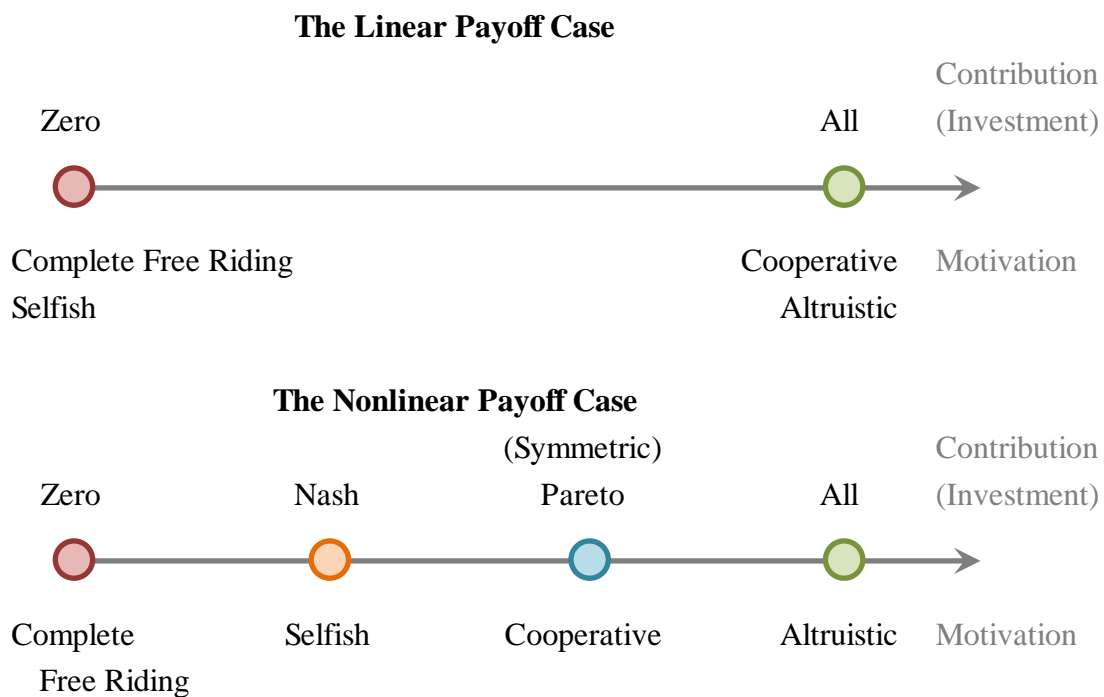 The Linear Payoff Case
Contribution
Zero All (Investment)
Complete Free Riding Cooperative Motivation
Selfish Altruistic
The Nonlinear Payoff Case
(Symmetric) Contribution
Zero Nash Pareto All (Investment)
Complete Selfish Cooperative Altruistic Motivation
Free Riding